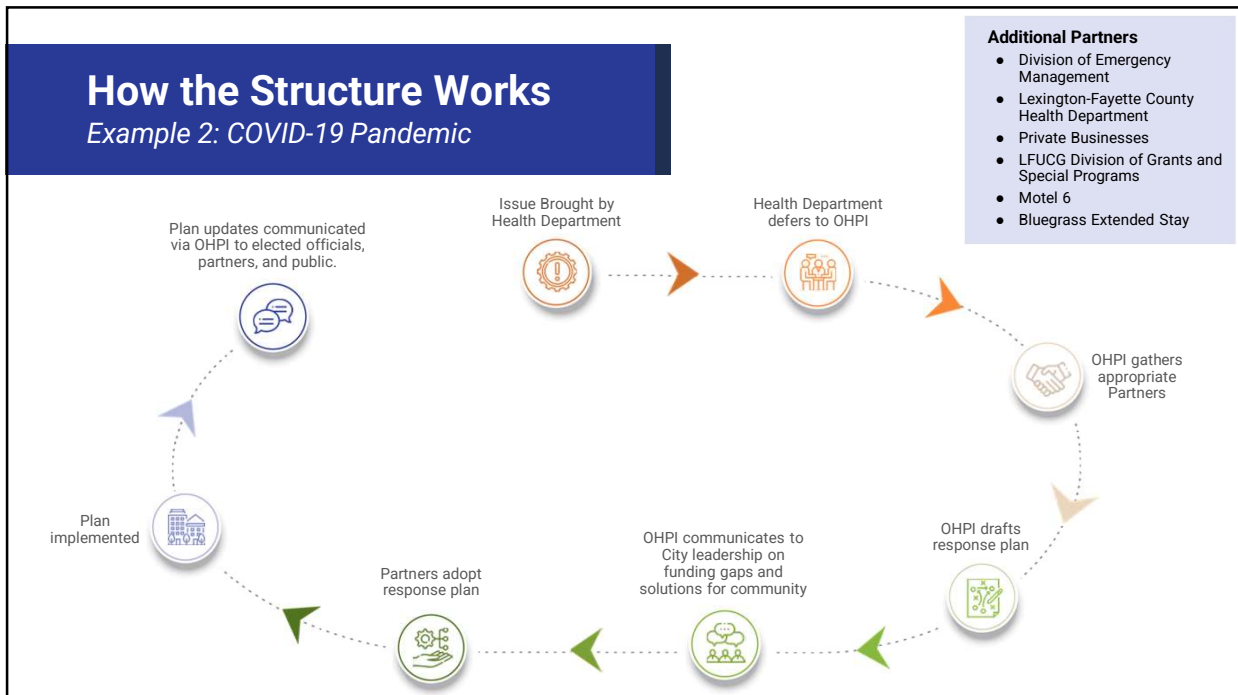 How the Structure Works
Example 2: COVID-19 Pandemic
Additional Partners
● Division of Emergency
Management
● Lexington-Fayette County
Health Department
● Private Businesses
● LFUCG Division of Grants and
Special Programs
● Motel 6
● Bluegrass Extended Stay
Issue Brought by
Health Department
Health Department
defers to OHPI
OHPI gathers
appropriate
Partners
OHPI drafts
response plan
OHPI communicates to
City leadership on
funding gaps and
solutions for community
Partners adopt
response plan
Plan
implemented
Plan updates communicated
via OHPI to elected officials,
partners, and public.